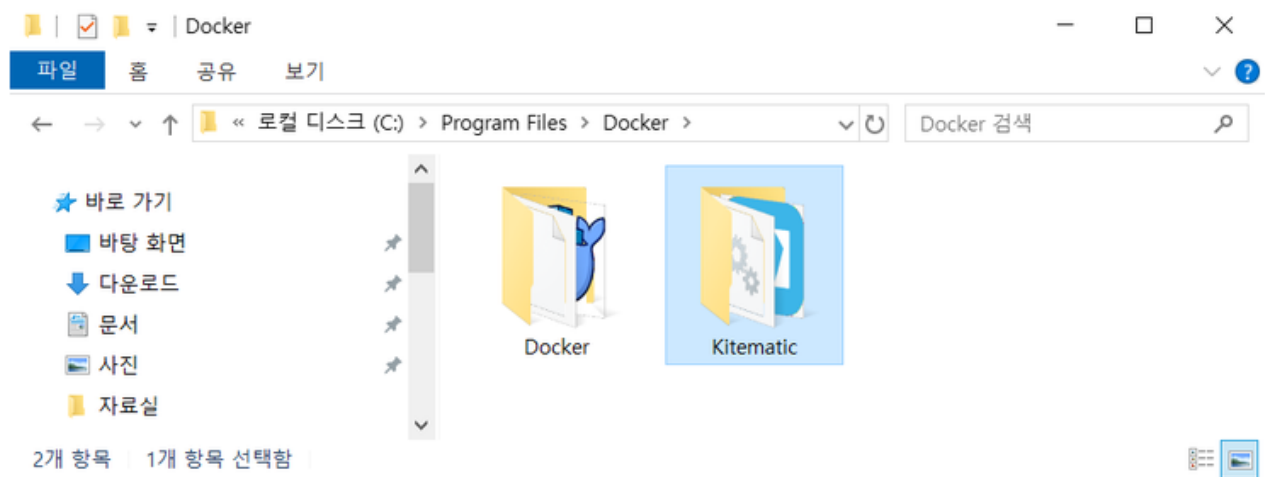 Docker
파일 홈 공유 보기
« 로컬 디스크 (C:) > Program Files > Docker > Docker 검색
바로 가기
바탕 화면
다운로드
문서
사진
자료실
Docker Kitematic
2개 항목 1개 항목 선택함